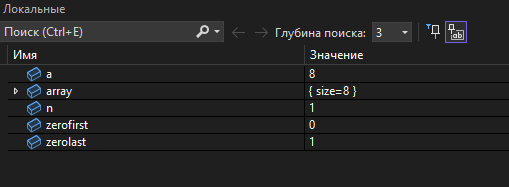 Локальные
Поиск (Ctrl+E) Глубина поиска: 3
Имя Значение
a 8
array { size=8 }
n 1
zerofirst 0
zerolast 1